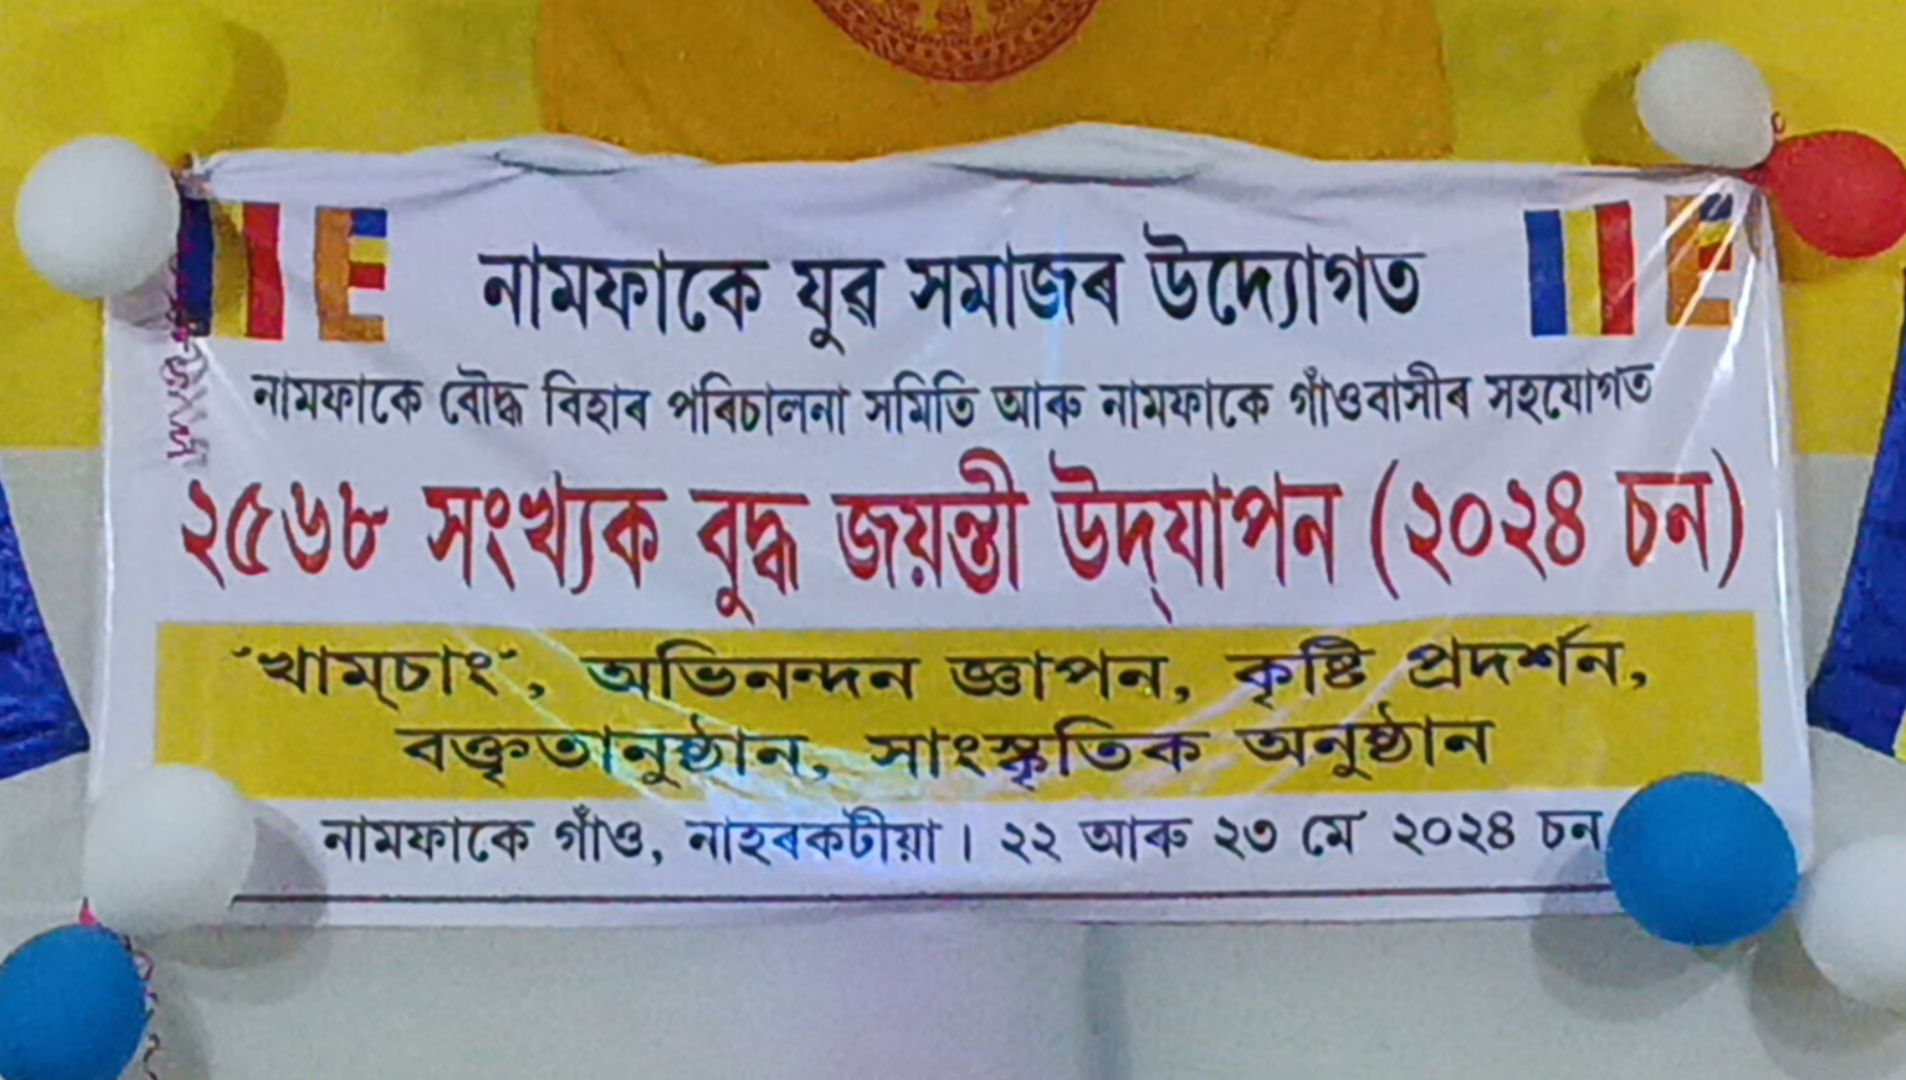 নামফাকে যুৱ সমাজৰ উদ্যোগত
নামফাকে বৌদ্ধ বিহাৰ পৰিচালনা সমিতি আৰু নামফাকে গাঁওবাসীৰ সহযোগত
২৫৬৮ সংখ্যক বুদ্ধ জয়ন্তী উদ্‌যাপন (২০২৪ চন)
"খাম্‌চাং", অভিনন্দন জ্ঞাপন, কৃষ্টি প্ৰদৰ্শন,
বক্তৃতানুষ্ঠান, সাংস্কৃতিক অনুষ্ঠান
নামফাকে গাঁও, নাহৰকটীয়া। ২২ আৰু ২৩ মে' ২০২৪ চন